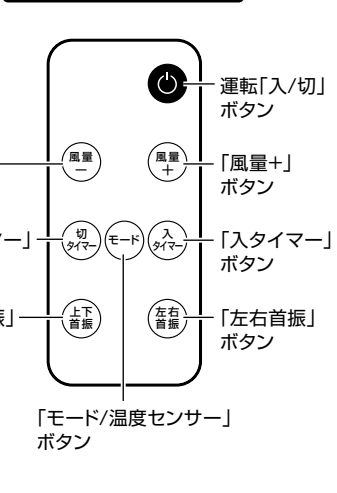 運転「入/切」
ボタン
風量
－
風量
＋
「風量+」
ボタン
ー」
切
タイマー
モード
入
タイマー
「入タイマー」
ボタン
」
上下
首振
左右
首振
「左右首振」
ボタン
「モード/温度センサー」
ボタン